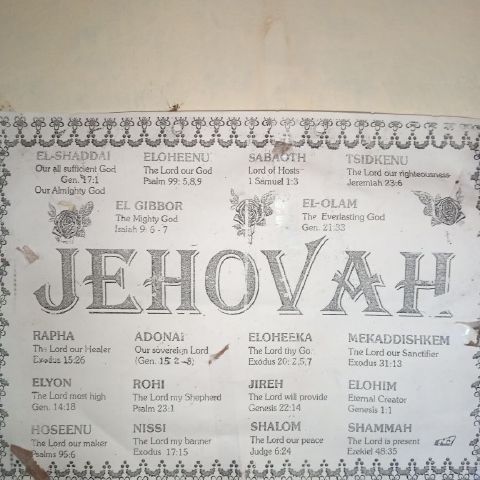 EL-SHADDAI ELOHEENU SABAOTH TSIDKENU
Our all sufficient God The Lord our God Lord of Hosts The Lord our righteousness
Gen. 17:1 Psalm 99: 5,8,9 1 Samuel 1:3 Jeremiah 23:6
Our Almighty God
EL GIBBOR EL-OLAM
The Mighty God The Everlasting God
Isaiah 9: 6 - 7 Gen. 21:33
JEHOVAH
RAPHA ADONAI ELOHEEKA MEKADDISHKEM
The Lord our Healer Our sovereign Lord The Lord thy Go The Lord our Sanctifier
Exodus 15:26 (Gen. 15: 2 -8) Exodus 20: 2,5,7 Exodus 31:13
ELYON ROHI JIREH ELOHIM
The Lord most high The Lord my Shepherd The Lord will provide Eternal Creator
Gen. 14:18 Psalm 23:1 Genesis 22:14 Genesis 1:1
HOSEENU NISSI SHALOM SHAMMAH
The Lord our maker The Lord my banner The Lord our peace The Lord is present
Psalms 95:6 Exodus 17:15 Judge 6:24 Ezekiel 48:35